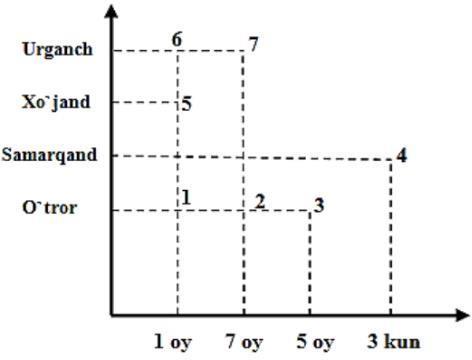 Urganch 6 7
Xo`jand 5
Samarqand 4
O`tror 1 2 3
1 oy 7 oy 5 oy 3 kun